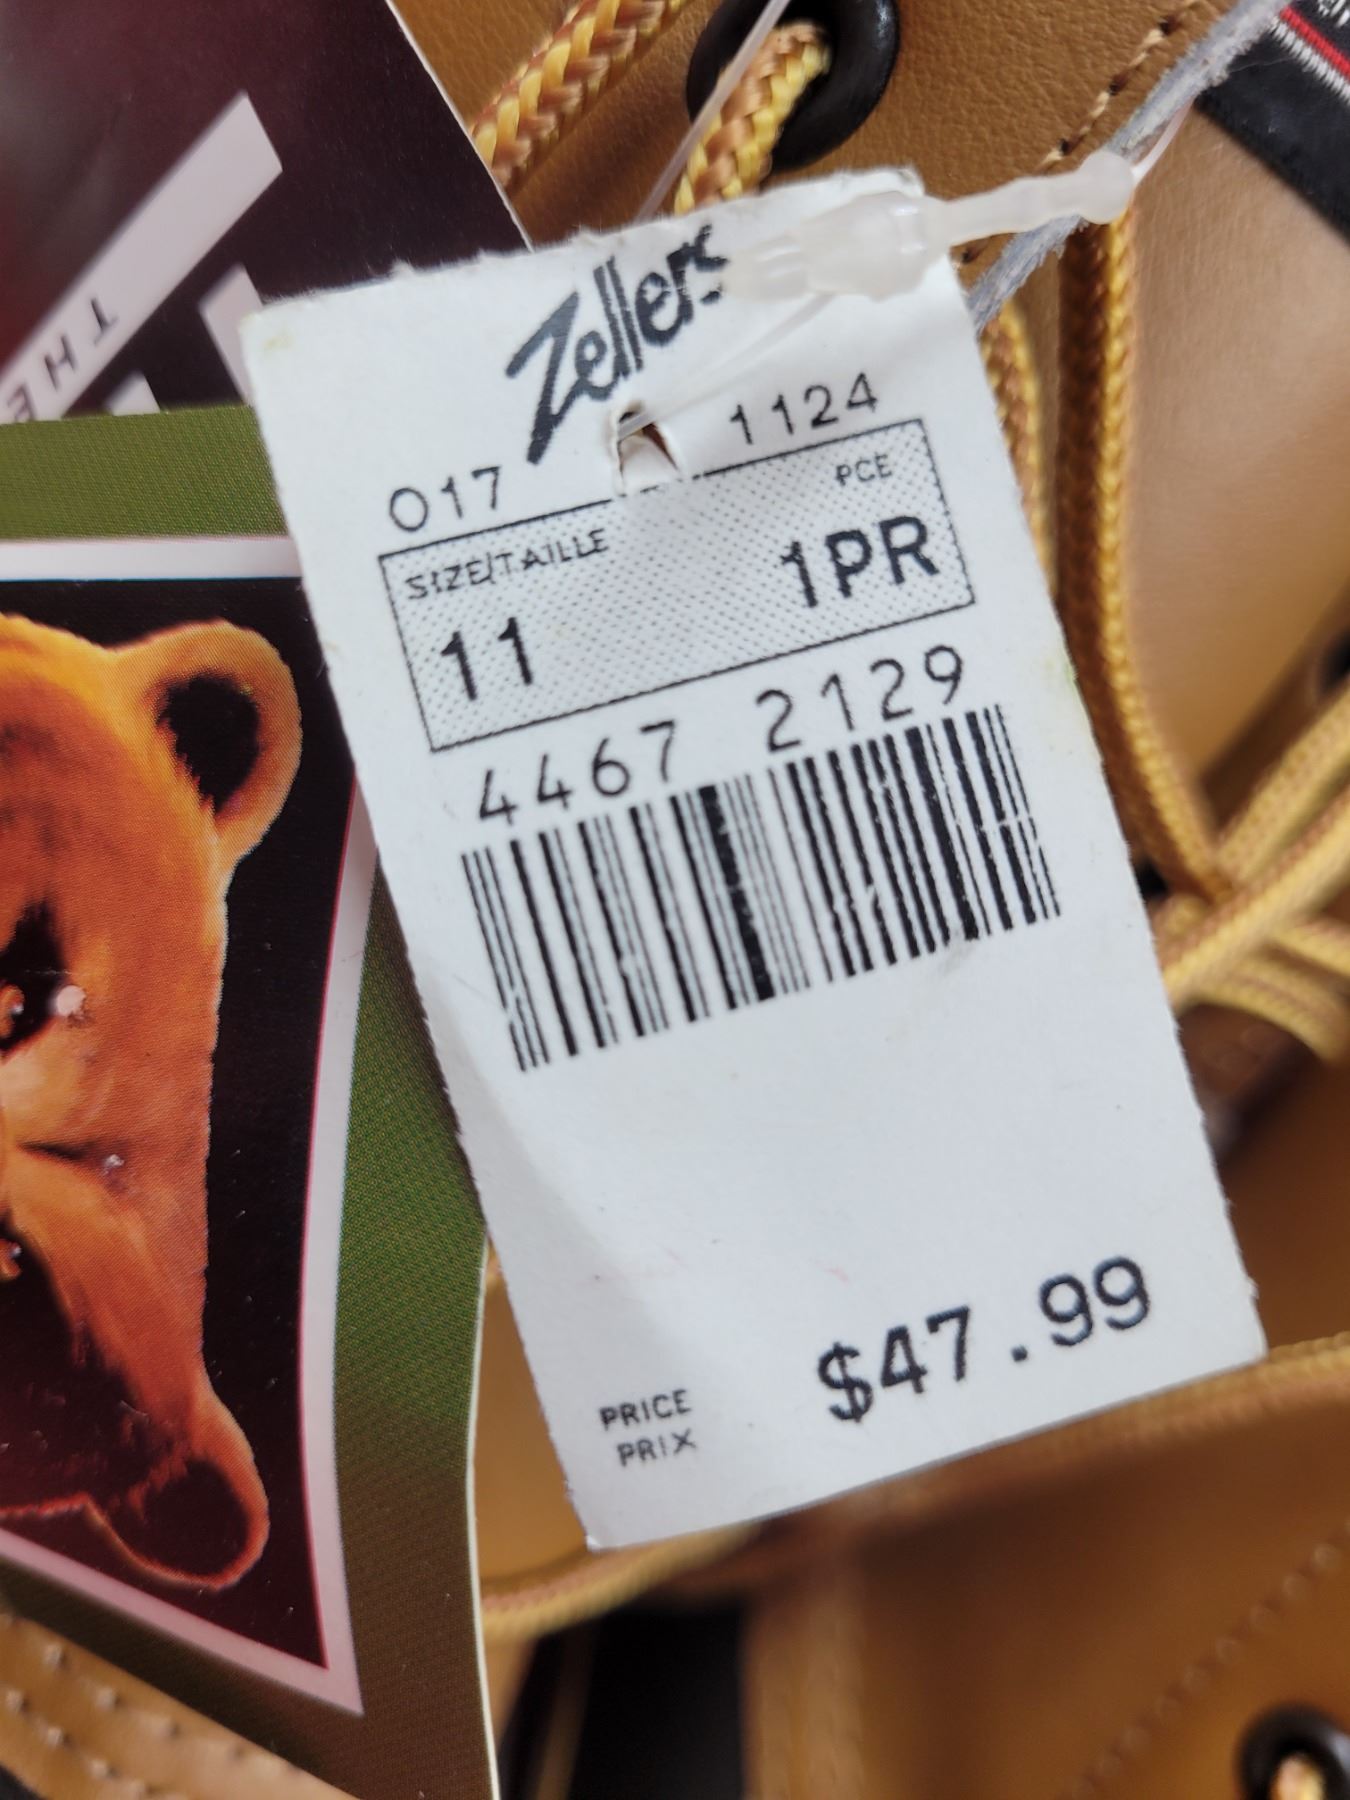 THE
Zellers
017 1124
SIZE/TAILLE PCE
11 1PR
4467 2129
PRICE
PRIX
$47.99